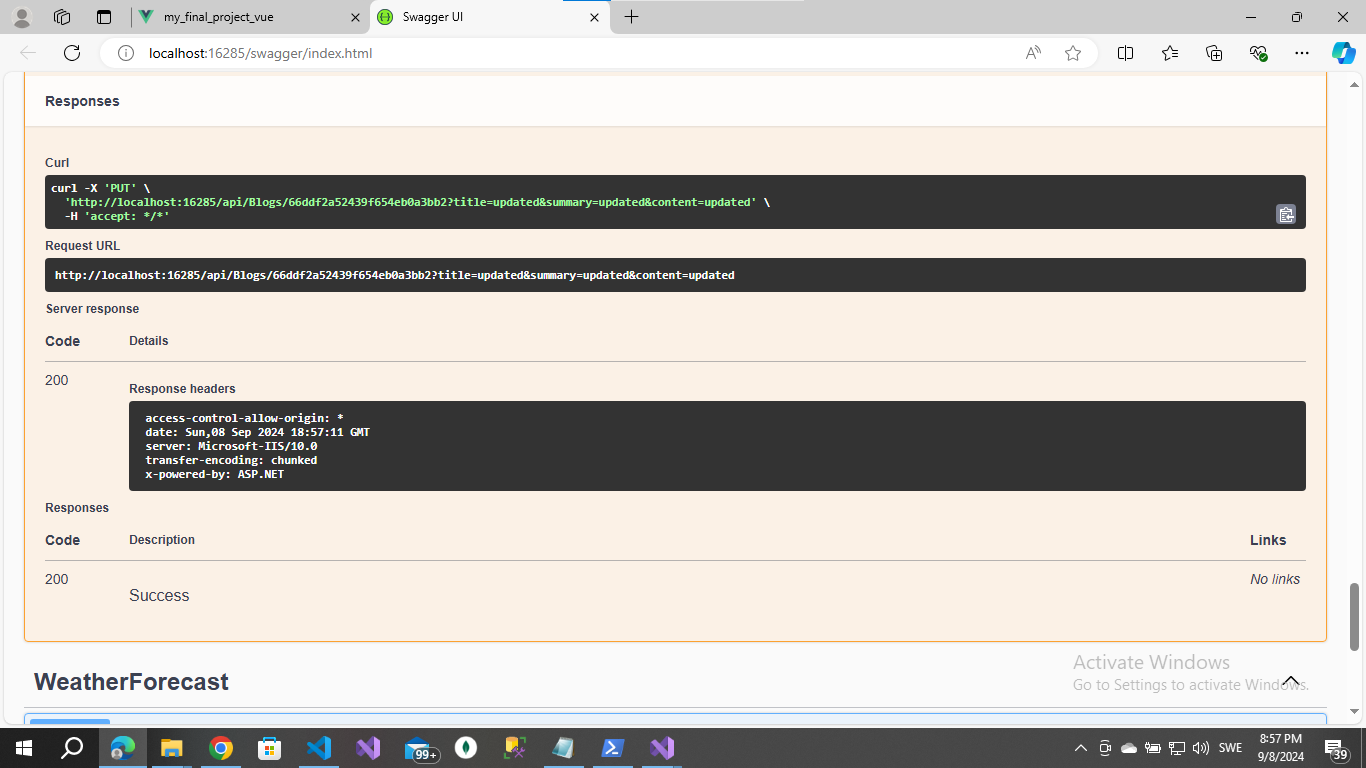 my_final_project_vue
Swagger UI
localhost:16285/swagger/index.html
Responses
Curl
curl -X 'PUT' \
'http://localhost:16285/api/Blogs/66ddf2a52439f654eb0a3bb2?title=updated&summary=updated&content=updated' \
-H 'accept: */*'
Request URL
http://localhost:16285/api/Blogs/66ddf2a52439f654eb0a3bb2?title=updated&summary=updated&content=updated
Server response
Code Details
200
Response headers
access-control-allow-origin: *
date: Sun,08 Sep 2024 18:57:11 GMT
server: Microsoft-IIS/10.0
transfer-encoding: chunked
x-powered-by: ASP.NET
Responses
Code Description Links
200 No links
Success
WeatherForecast
Activate Windows
Go to Settings to activate Windows.
99+
SWE
8:57 PM
9/8/2024
39